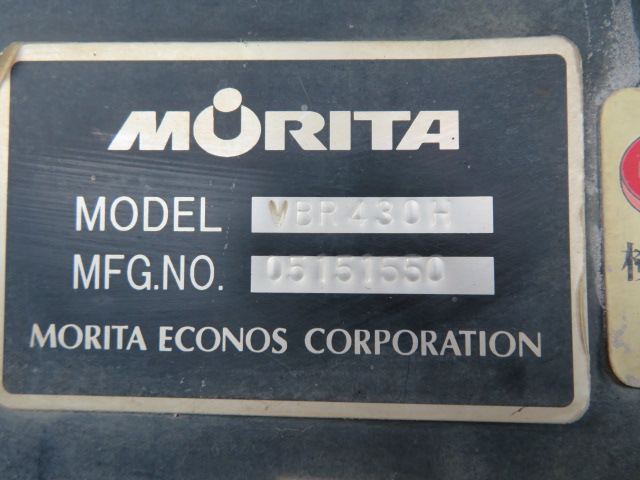 MORITA
MODEL VBR430H
MFG.NO. 05151550
MORITA ECONOS CORPORATION